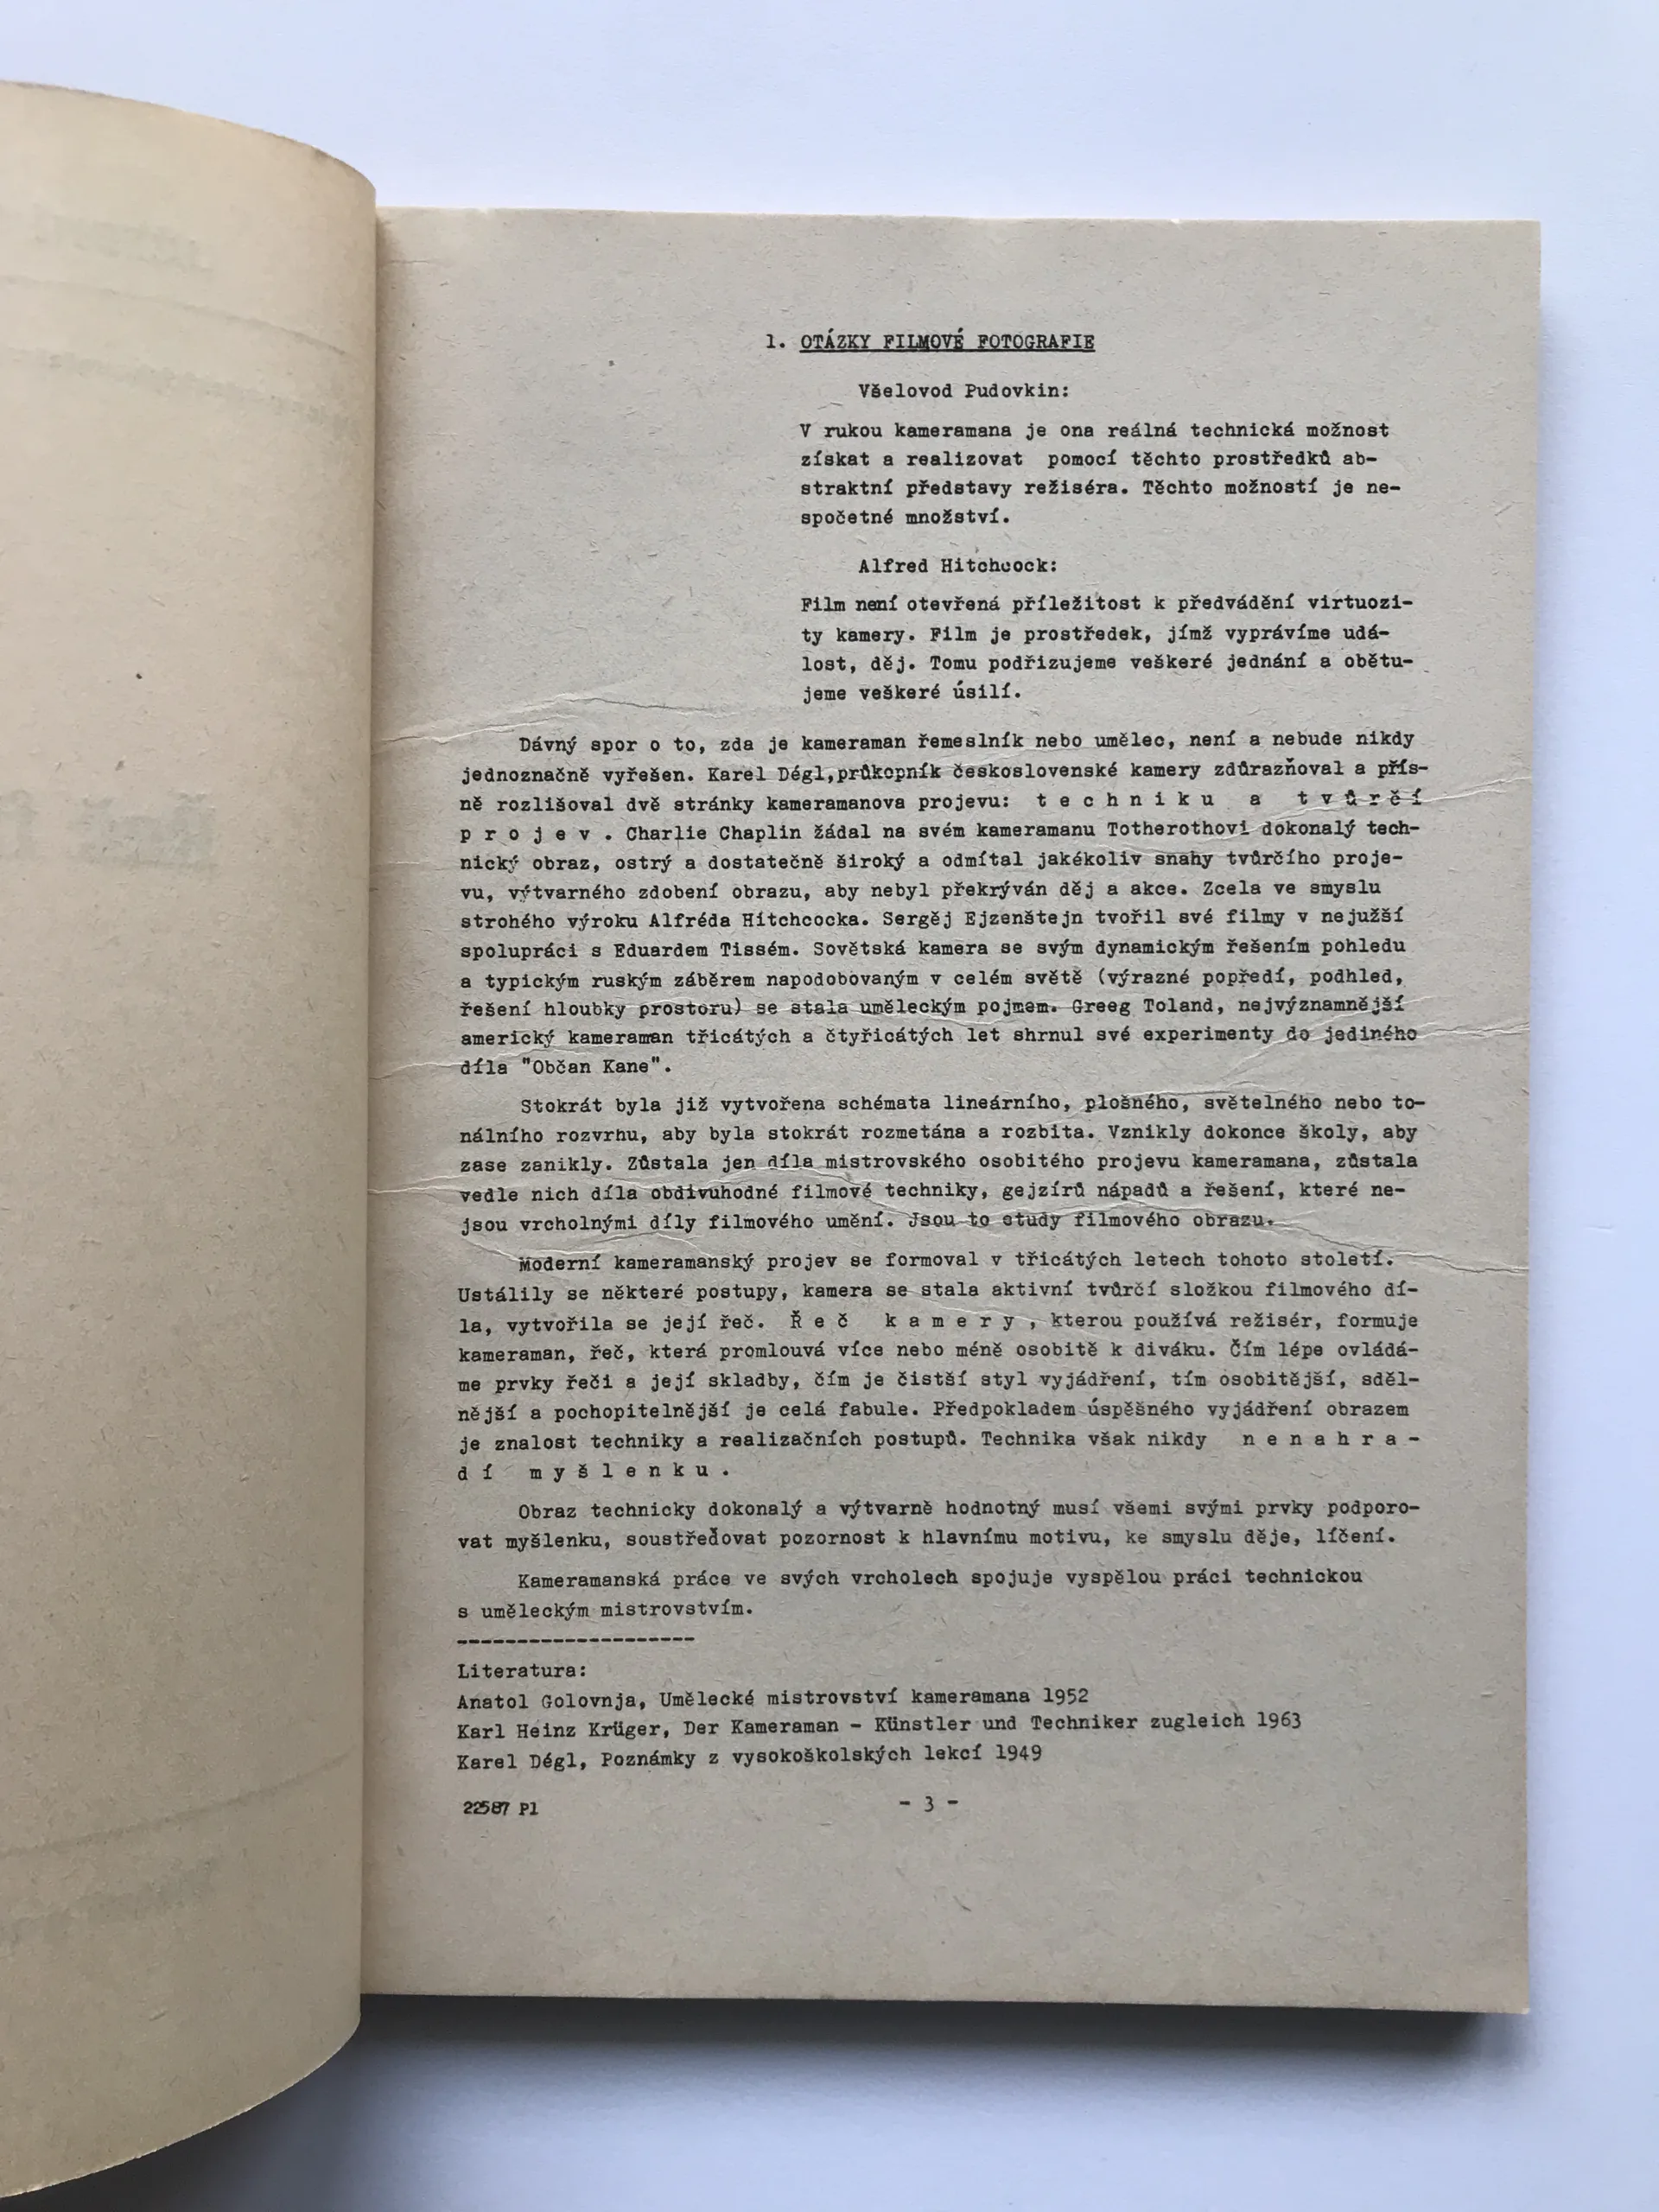 1. OTÁZKY FILMOVÉ FOTOGRAFIE
Všelovod Pudovkin:
V rukou kameramana je ona reálná technická možnost
získat a realizovat pomocí těchto prostředků ab-
straktní představy režiséra. Těchto možností je ne-
spočetné množství.
Alfred Hitchcock:
Film není otevřená příležitost k předvádění virtuozi-
ty kamery. Film je prostředek, jímž vyprávíme udá-
lost, děj. Tomu podřizujeme veškeré jednání a obětu-
jeme veškeré úsilí.
Dávný spor o to, zda je kameraman řemeslník nebo umělec, není a nebude nikdy
jednoznačně vyřešen. Karel Dégl,průkopník československé kamery zdůrazňoval a přís-
ně rozlišoval dvě stránky kameramanova projevu: t e c h n i k u a t v ů r č í
p r o j e v . Charlie Chaplin žádal na svém kameramanu Totherothovi dokonalý tech-
nický obraz, ostrý a dostatečně široký a odmítal jakékoliv snahy tvůrčího proje-
vu, výtvarného zdobení obrazu, aby nebyl překrýván děj a akce. Zcela ve smyslu
strohého výroku Alfréda Hitchcocka. Sergěj Ejzenštejn tvořil své filmy v nejužší
spolupráci s Eduardem Tissém. Sovětská kamera se svým dynamickým řešením pohledu
a typickým ruským záběrem napodobovaným v celém světě (výrazné popředí, podhled,
řešení hloubky prostoru) se stala uměleckým pojmem. Greeg Toland, nejvýznamnější
americký kameraman třicátých a čtyřicátých let shrnul své experimenty do jediného
díla "Občan Kane".
Stokrát byla již vytvořena schémata lineárního, plošného, světelného nebo to-
nálního rozvrhu, aby byla stokrát rozmetána a rozbita. Vznikly dokonce školy, aby
zase zanikly. Zůstala jen díla mistrovského osobitého projevu kameramana, zůstala
vedle nich díla obdivuhodné filmové techniky, gejzírů nápadů a řešení, které ne-
jsou vrcholnými díly filmového umění. Jsou to etudy filmového obrazu.
Moderní kameramanský projev se formoval v třicátých letech tohoto století.
Ustálily se některé postupy, kamera se stala aktivní tvůrčí složkou filmového dí-
la, vytvořila se její řeč. Ř e č k a m e r y , kterou používá režisér, formuje
kameraman, řeč, která promlouvá více nebo méně osobitě k diváku. Čím lépe ovládá-
me prvky řeči a její skladby, čím je čistší styl vyjádření, tím osobitější, sděl-
nější a pochopitelnější je celá fabule. Předpokladem úspěšného vyjádření obrazem
je znalost techniky a realizačních postupů. Technika však nikdy n e n a h r a -
d í m y š l e n k u .
Obraz technicky dokonalý a výtvarně hodnotný musí všemi svými prvky podporo-
vat myšlenku, soustřeďovat pozornost k hlavnímu motivu, ke smyslu děje, líčení.
Kameramanská práce ve svých vrcholech spojuje vyspělou práci technickou
s uměleckým mistrovstvím.
--------------------
Literatura:
Anatol Golovnja, Umělecké mistrovství kameramana 1952
Karl Heinz Krüger, Der Kameraman - Künstler und Techniker zugleich 1963
Karel Dégl, Poznámky z vysokoškolských lekcí 1949
22587 Pl - 3 -